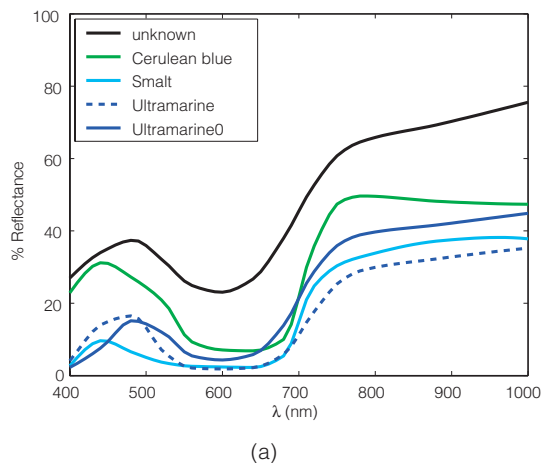 100
80
60
40
20
0
% Reflectance
unknown
Cerulean blue
Smalt
Ultramarine
Ultramarine0
400 500 600 700 800 900 1000
λ (nm)
(a)